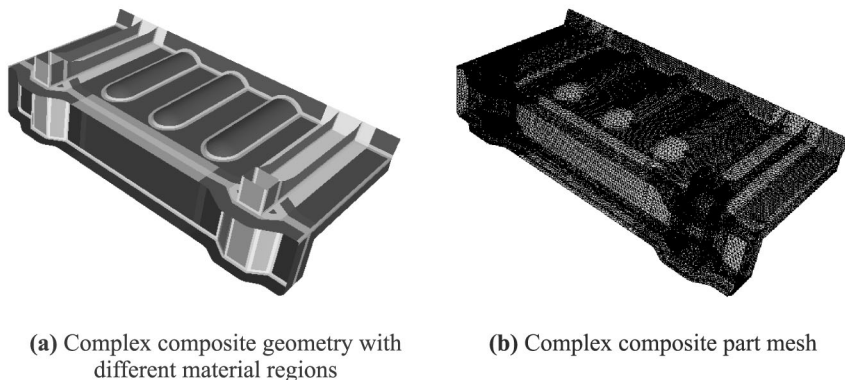 (a) Complex composite geometry with
different material regions
(b) Complex composite part mesh